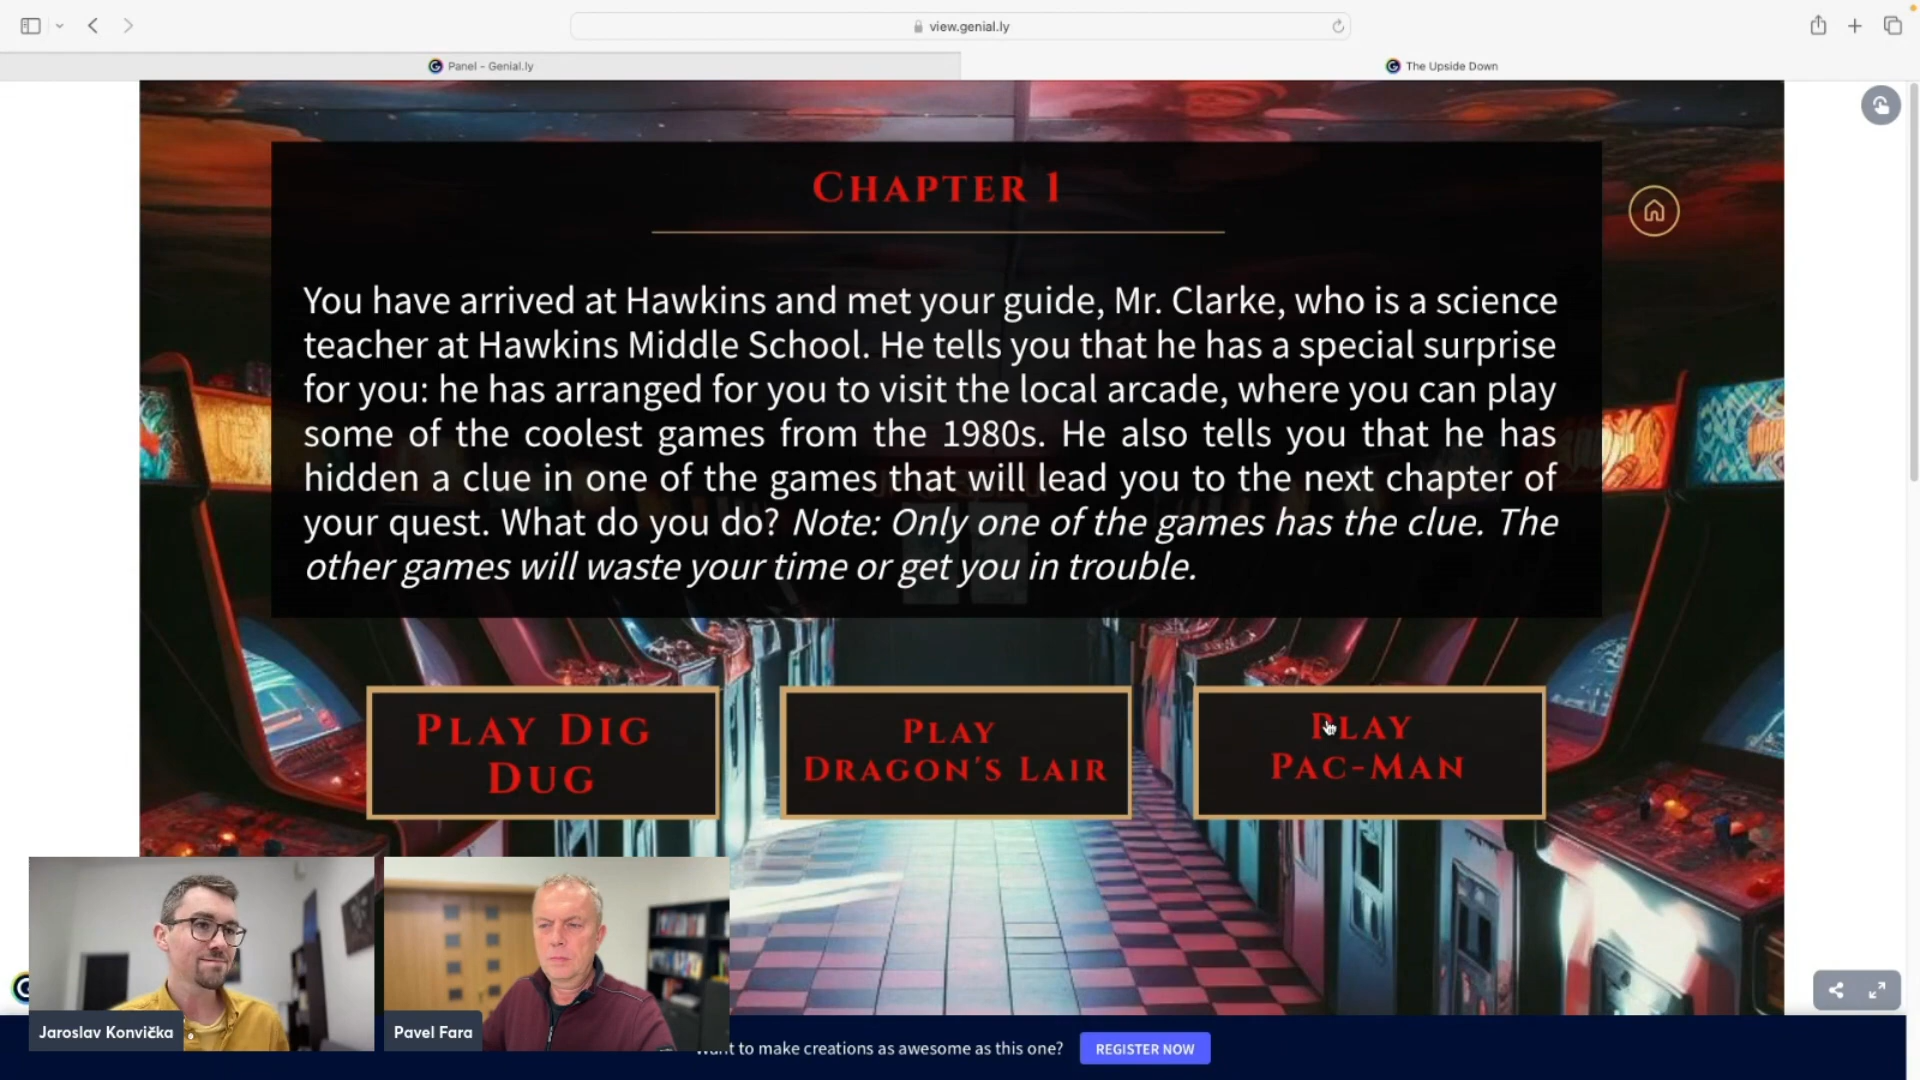 view.genial.ly
Panel - Genial.ly
The Upside Down
CHAPTER 1
You have arrived at Hawkins and met your guide, Mr. Clarke, who is a science
teacher at Hawkins Middle School. He tells you that he has a special surprise
for you: he has arranged for you to visit the local arcade, where you can play
some of the coolest games from the 1980s. He also tells you that he has
hidden a clue in one of the games that will lead you to the next chapter of
your quest. What do you do? Note: Only one of the games has the clue. The
other games will waste your time or get you in trouble.
PLAY DIG
DUG
PLAY
DRAGON'S LAIR
PLAY
PAC-MAN
Jaroslav Konvička
Pavel Fara
Want to make creations as awesome as this one?
REGISTER NOW